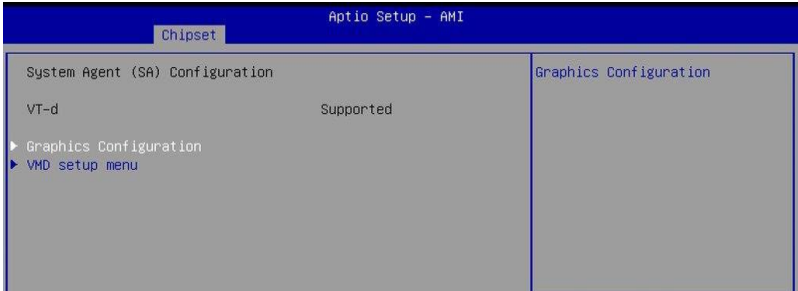 Aptio Setup – AMI
Chipset
System Agent (SA) Configuration
Graphics Configuration
VT-d Supported
Graphics Configuration
VMD setup menu